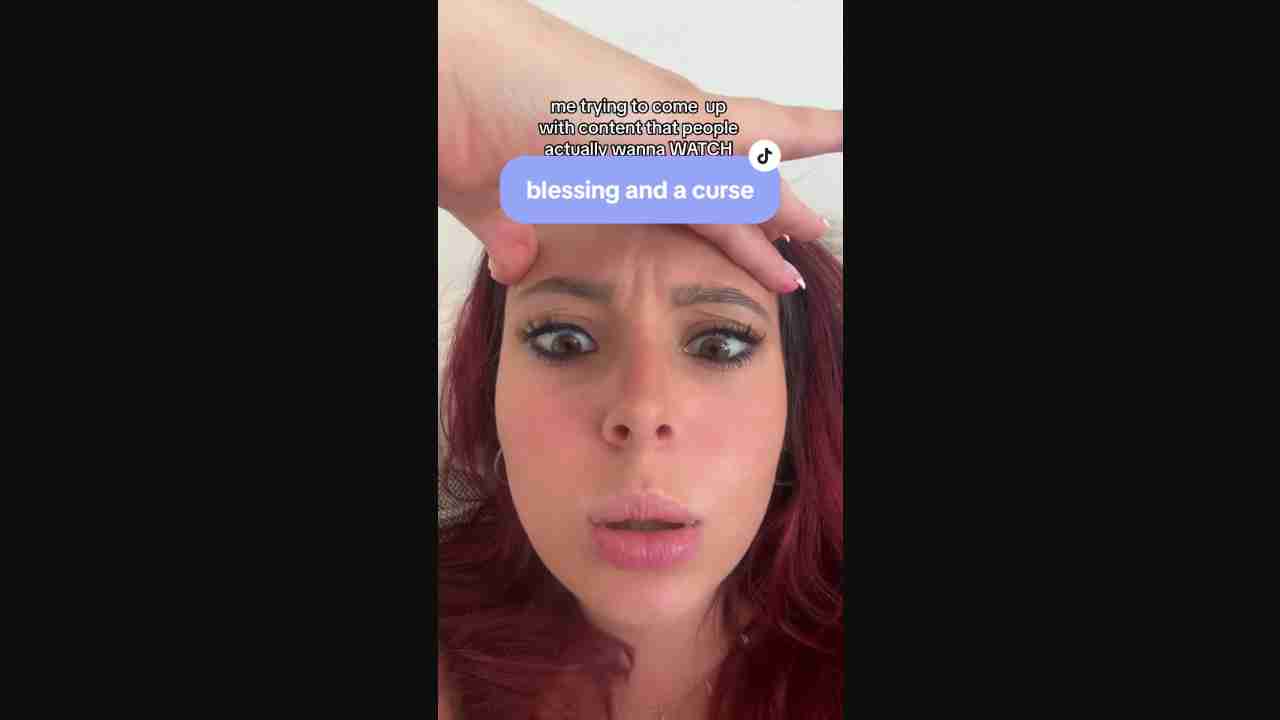 me trying to come up
with content that people
actually wanna WATCH
blessing and a curse